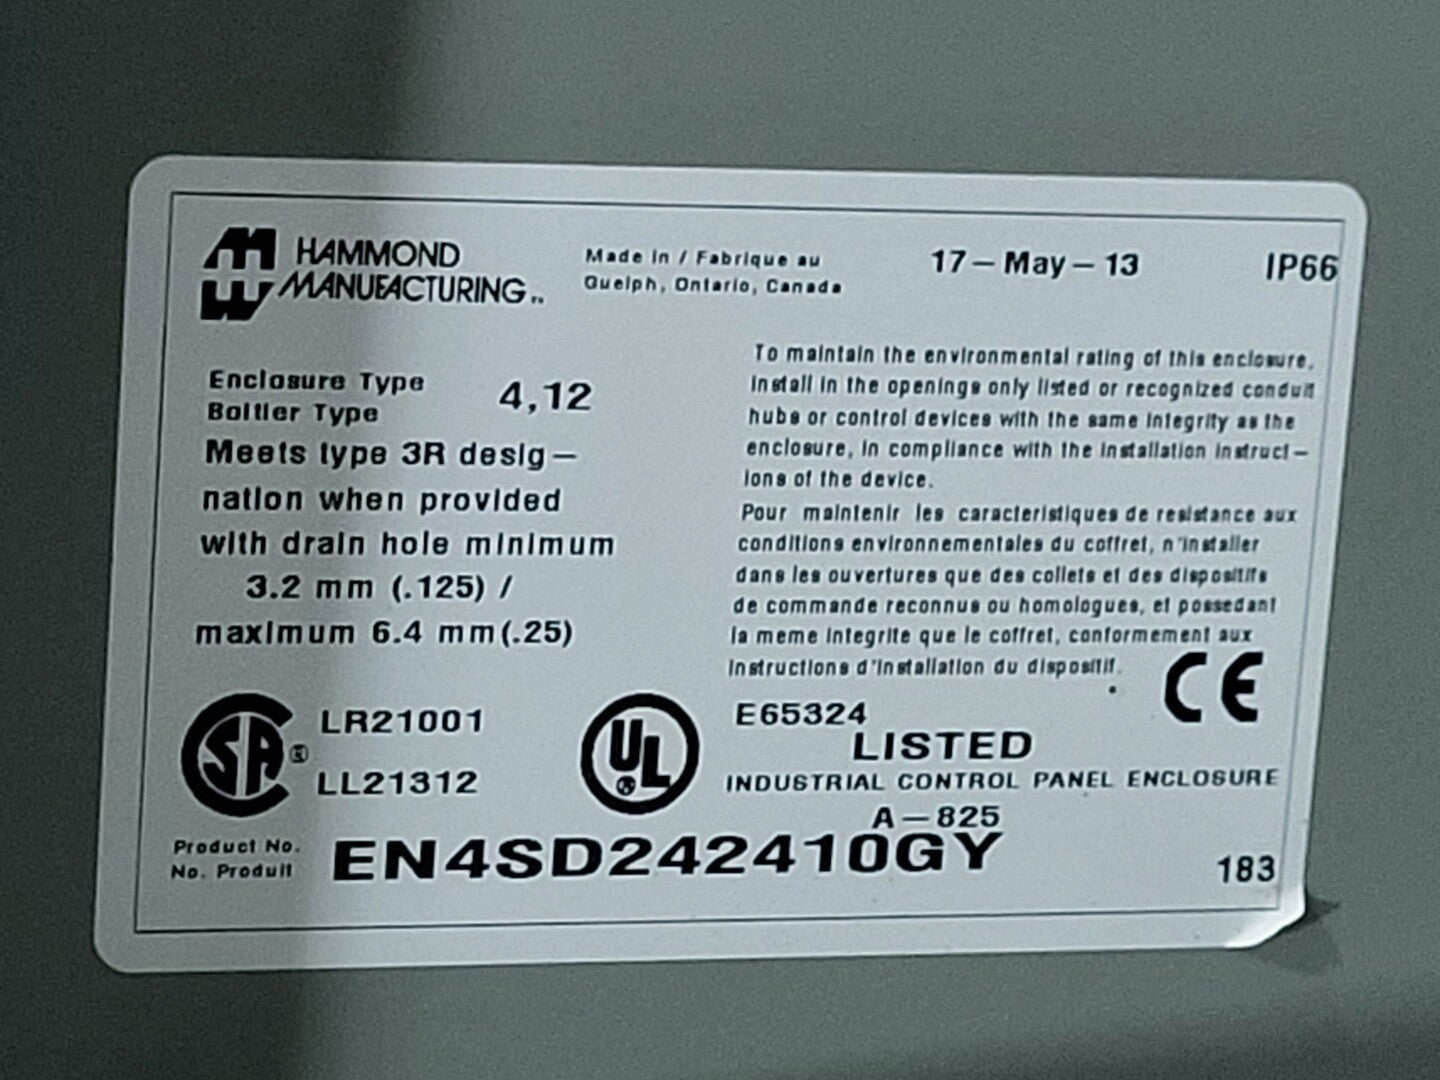 HAMMOND
MANUFACTURING
Made in / Fabrique au
Guelph, Ontario, Canada
17-May-13
IP66
Enclosure Type
Boitier Type
4,12
Meets type 3R desig-
nation when provided
with drain hole minimum
3.2 mm (.125) /
maximum 6.4 mm(.25)
To maintain the environmental rating of this enclosure,
install in the openings only listed or recognized conduit
hubs or control devices with the same integrity as the
enclosure, in compliance with the installation instruct-
ions of the device.
Pour maintenir les caracteristiques de resistance aux
conditions environnementales du coffret, n'installer
dans les ouvertures que des collets et des dispositifs
de commande reconnus ou homologues, et possedant
la meme integrite que le coffret, conformement aux
instructions d'installation du dispositif.
CE
SA ®
LR21001
LL21312
UL ®
E65324
LISTED
INDUSTRIAL CONTROL PANEL ENCLOSURE
A-825
Product No.
No. Produit
EN4SD242410GY
183